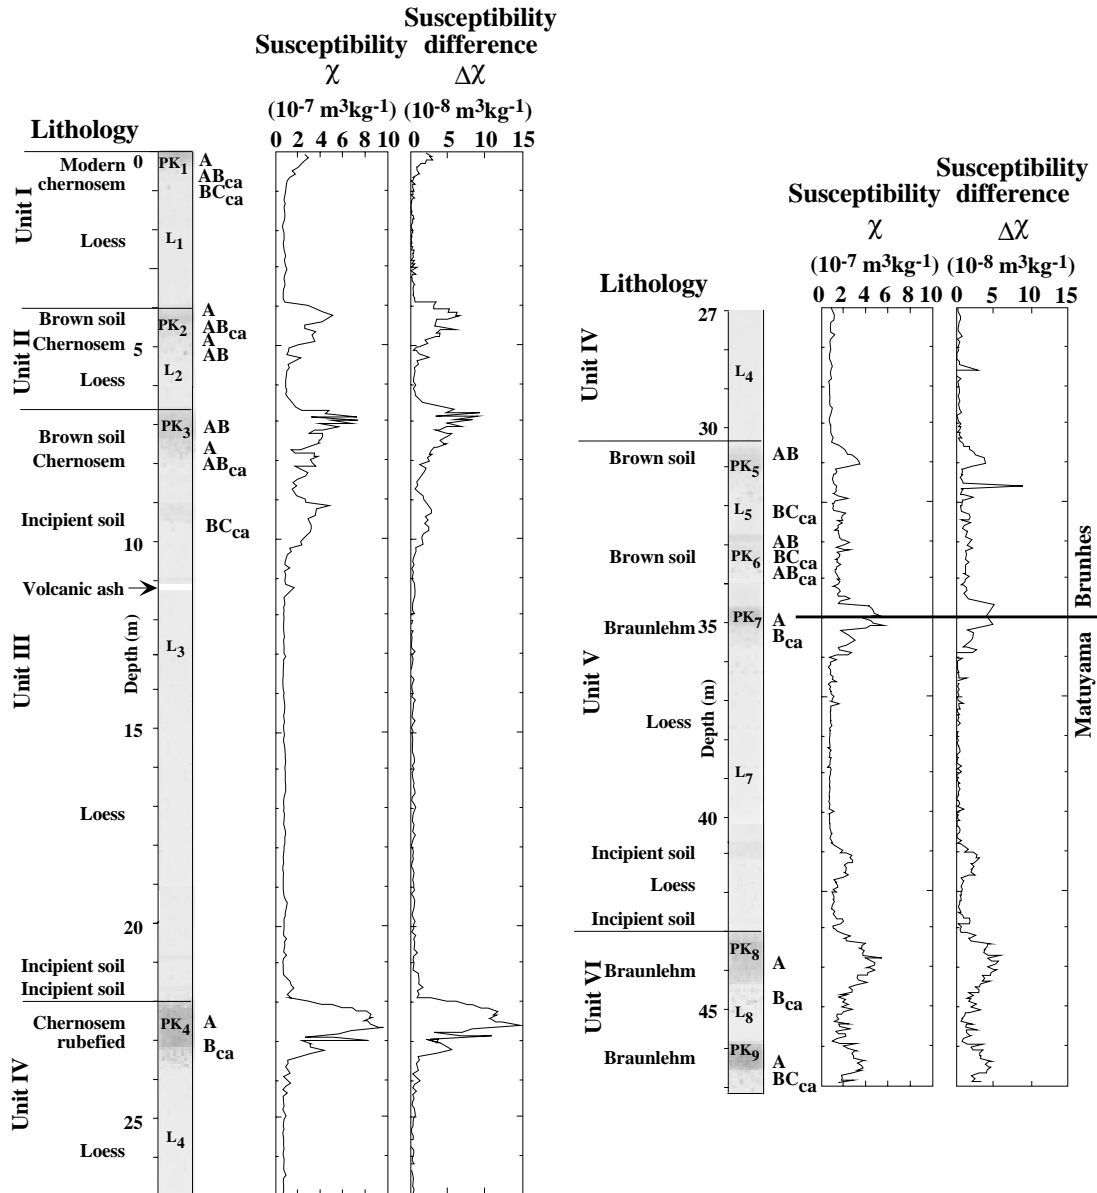 Susceptibility
χ
(10-7 m3kg-1)
0 2 4 6 8 10
Susceptibility
difference
Δχ
(10-8 m3kg-1)
0 5 10 15
Lithology
Unit I
Modern
chernosem
0
PK1
A
ABca
BCca
Loess
L1
Unit II
Brown soil
Chernosem
5
Loess
PK2
L2
A
ABca
A
AB
Unit III
Brown soil
Chernosem
Incipient soil
10
Volcanic ash
Depth (m)
15
Loess
20
Incipient soil
Incipient soil
PK3
L3
AB
A
ABca
BCca
Unit IV
Chernosem
rubefied
25
Loess
PK4
L4
A
Bca
Susceptibility
χ
(10-7 m3kg-1)
0 2 4 6 8 10
Susceptibility
difference
Δχ
(10-8 m3kg-1)
0 5 10 15
Lithology
Unit IV
27
L4
30
Unit V
Brown soil
PK5
AB
L5
BCca
Brown soil
PK6
AB
BCca
ABca
Braunlehm
35
PK7
A
Bca
Loess
Depth (m)
L7
40
Incipient soil
Loess
Incipient soil
Unit VI
Braunlehm
PK8
A
Bca
45
L8
Braunlehm
PK9
A
BCca
Brunhes
Matuyama